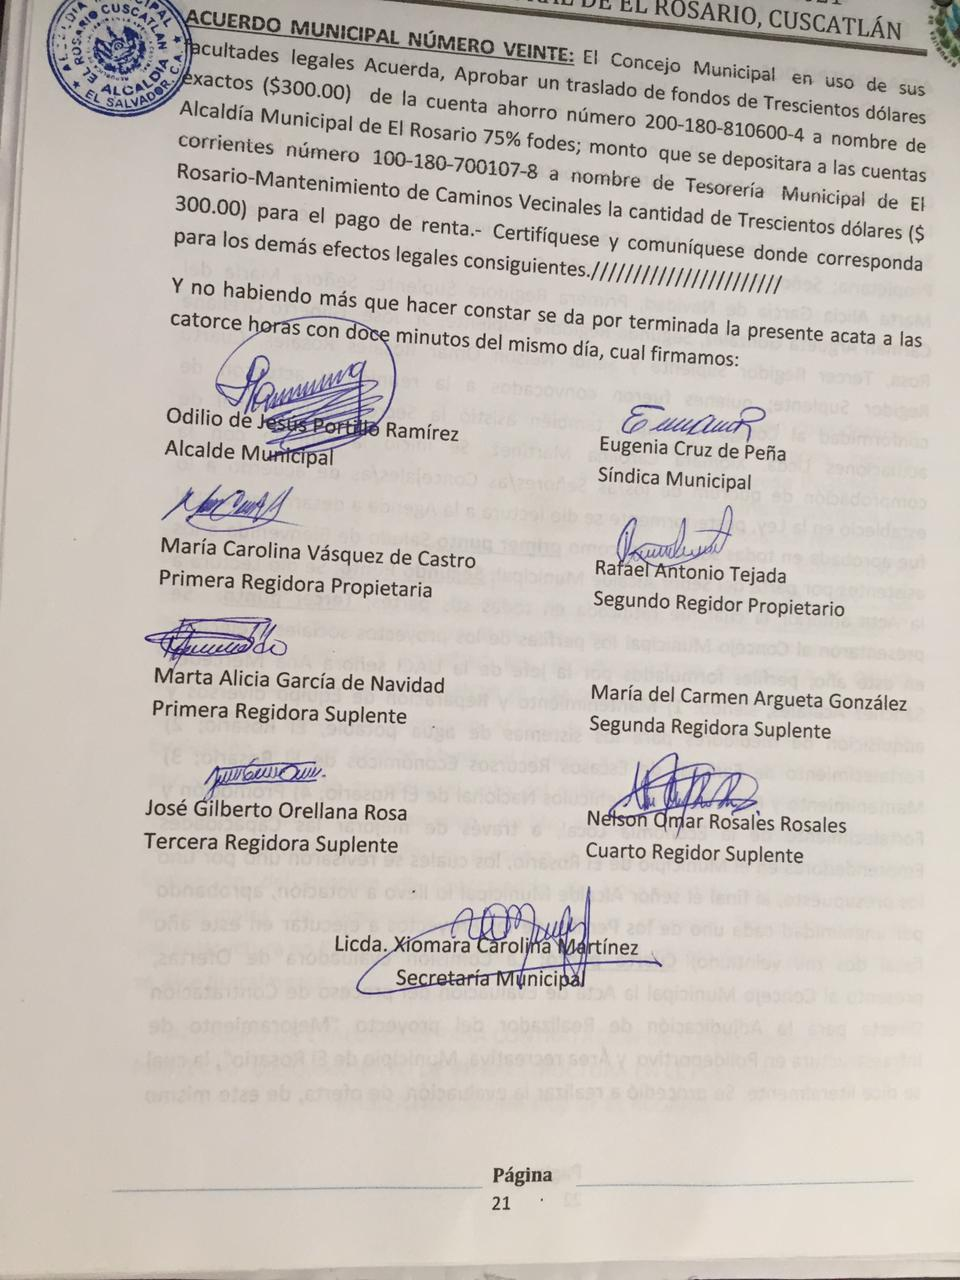 DE EL ROSARIO, CUSCATLÁN
ROSARIO CUSCATLAN
ALCALDIA
EL SALVADOR, C.A.
ACUERDO MUNICIPAL NÚMERO VEINTE: El Concejo Municipal en uso de sus
facultades legales Acuerda, Aprobar un traslado de fondos de Trescientos dólares
exactos ($300.00) de la cuenta ahorro número 200-180-810600-4 a nombre de
Alcaldía Municipal de El Rosario 75% fodes; monto que se depositara a las cuentas
corrientes número 100-180-700107-8 a nombre de Tesorería Municipal de El
Rosario-Mantenimiento de Caminos Vecinales la cantidad de Trescientos dólares ($
300.00) para el pago de renta.- Certifíquese y comuníquese donde corresponda
para los demás efectos legales consiguientes.///////////////////////
Y no habiendo más que hacer constar se da por terminada la presente acata a las
catorce horas con doce minutos del mismo día, cual firmamos:
Odilio de Jesús Portillo Ramírez
Alcalde Municipal
Eugenia Cruz de Peña
Síndica Municipal
María Carolina Vásquez de Castro
Primera Regidora Propietaria
Rafael Antonio Tejada
Segundo Regidor Propietario
Marta Alicia García de Navidad
Primera Regidora Suplente
María del Carmen Argueta González
Segunda Regidora Suplente
José Gilberto Orellana Rosa
Tercera Regidora Suplente
Nelson Omar Rosales Rosales
Cuarto Regidor Suplente
Licda. Xiomara Carolina Martínez
Secretaría Municipal
Página
21